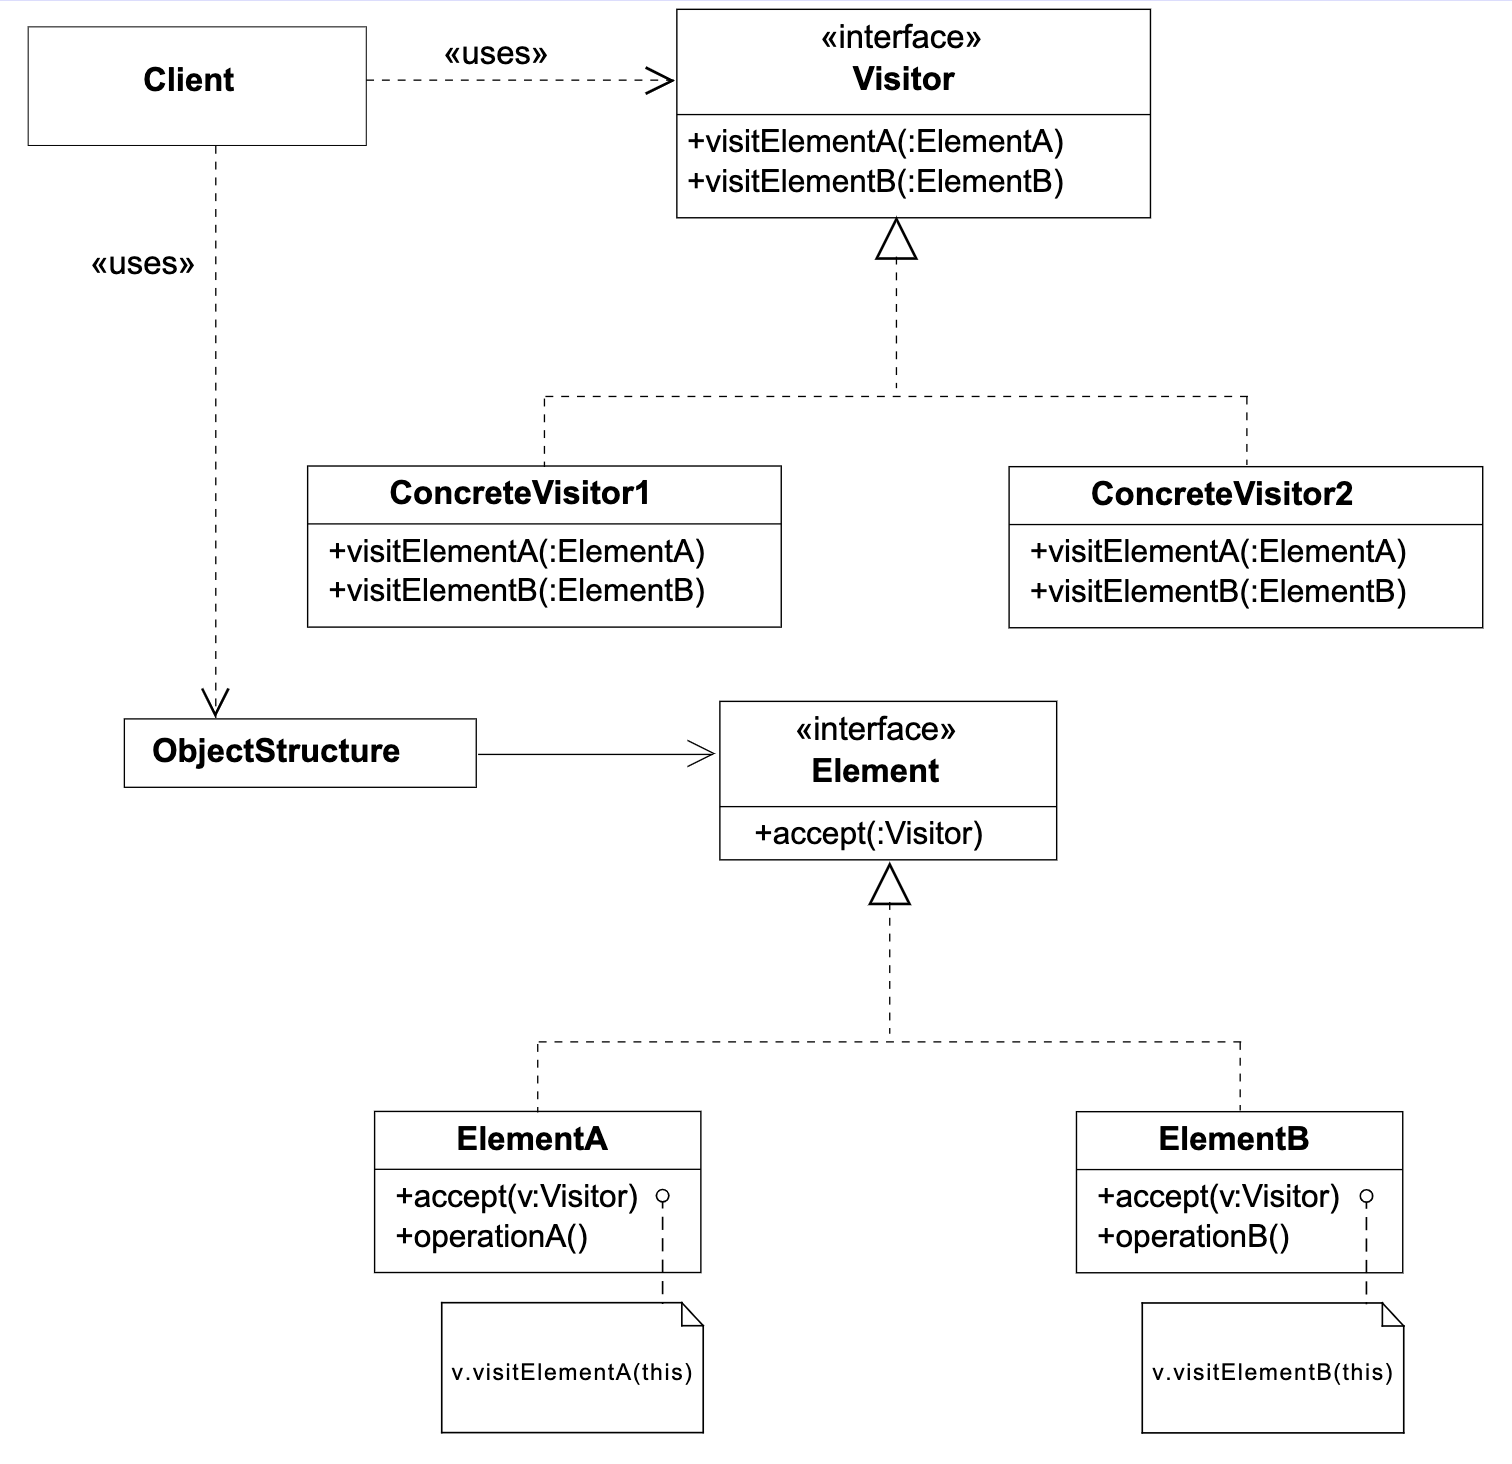 Client
«uses»
«interface»
Visitor
+visitElementA(:ElementA)
+visitElementB(:ElementB)
«uses»
ConcreteVisitor1
+visitElementA(:ElementA)
+visitElementB(:ElementB)
ConcreteVisitor2
+visitElementA(:ElementA)
+visitElementB(:ElementB)
ObjectStructure
«interface»
Element
+accept(:Visitor)
ElementA
+accept(v:Visitor)
+operationA()
v.visitElementA(this)
ElementB
+accept(v:Visitor)
+operationB()
v.visitElementB(this)